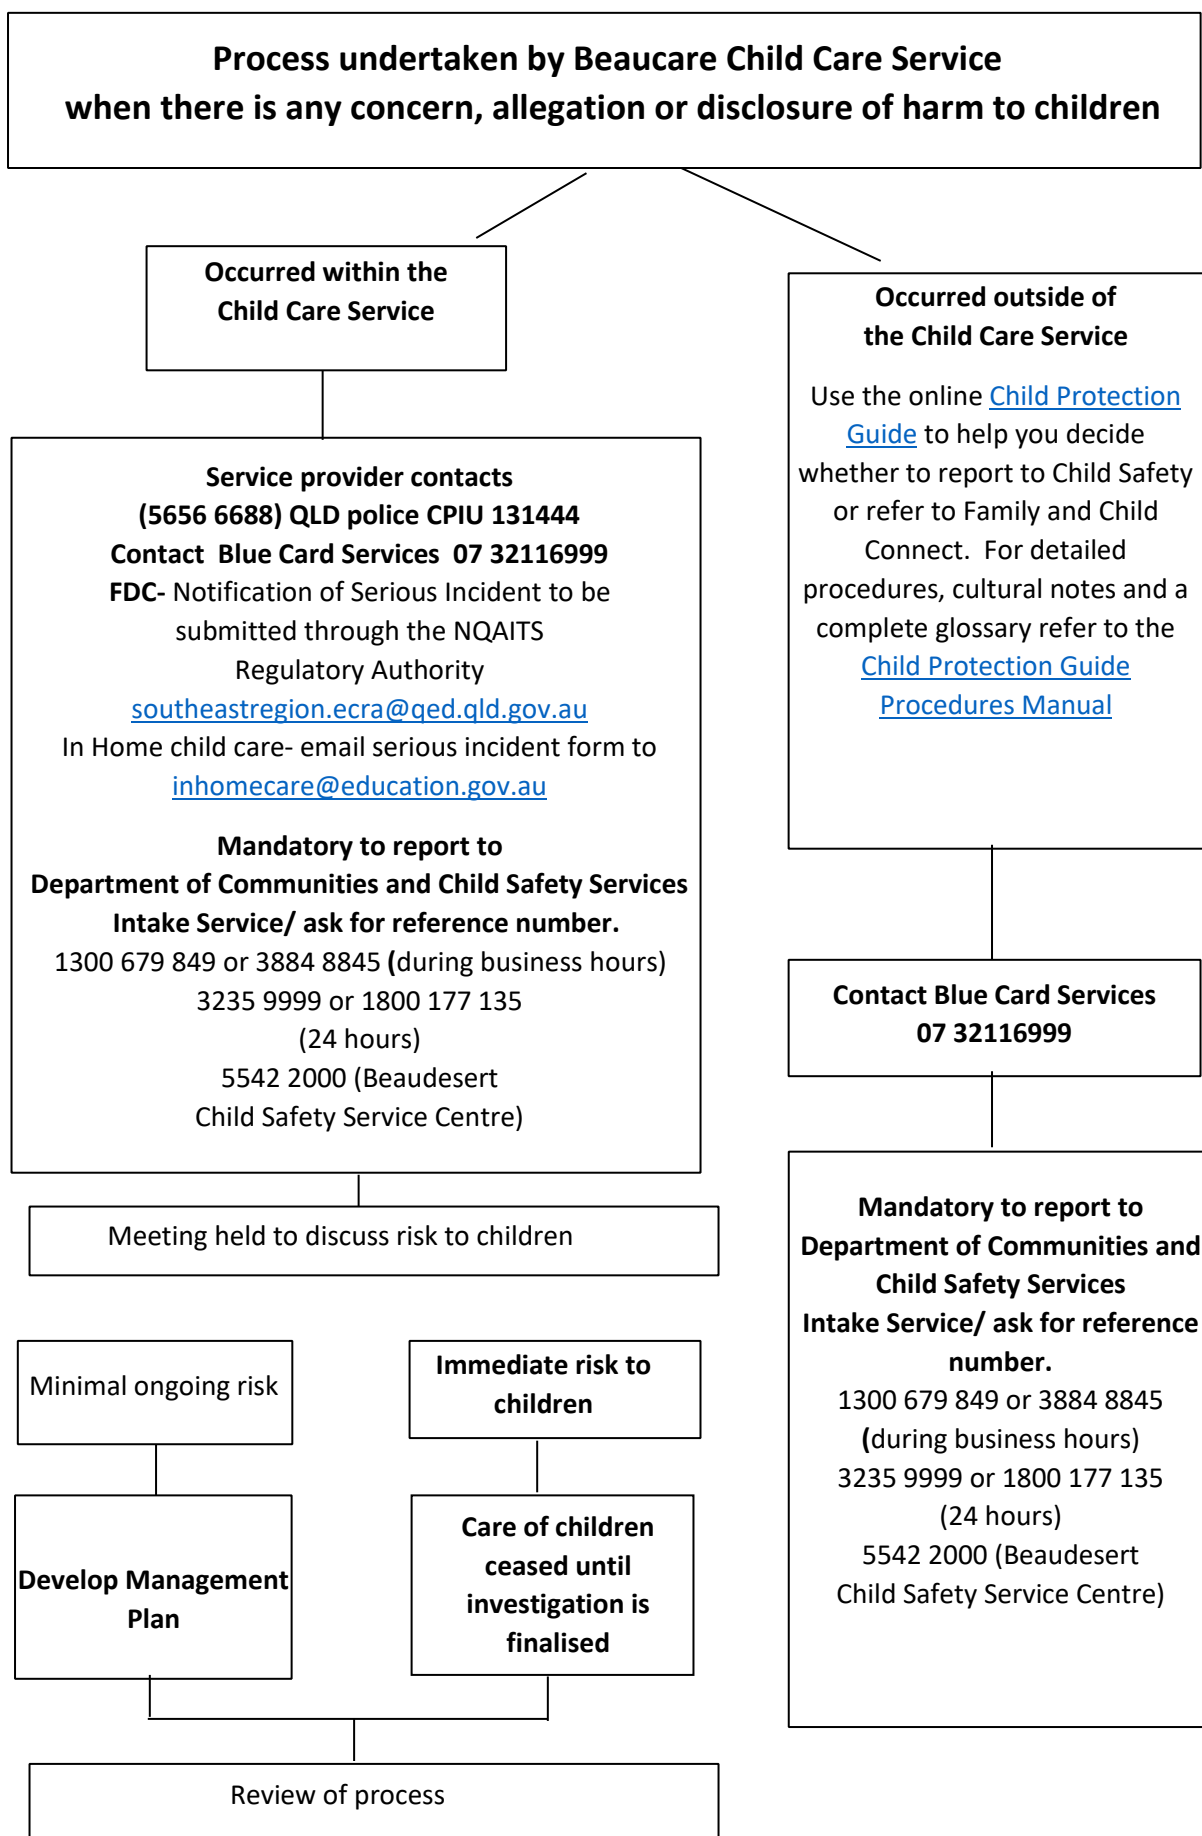 Process undertaken by Beaucare Child Care Service
when there is any concern, allegation or disclosure of harm to children
Occurred within the
Child Care Service
Service provider contacts
(5656 6688) QLD police CPIU 131444
Contact Blue Card Services 07 32116999
FDC- Notification of Serious Incident to be
submitted through the NQAITS
Regulatory Authority
southeastregion.ecra@qed.qld.gov.au
In Home child care- email serious incident form to
inhomecare@education.gov.au
Mandatory to report to
Department of Communities and Child Safety Services
Intake Service/ ask for reference number.
1300 679 849 or 3884 8845 (during business hours)
3235 9999 or 1800 177 135
(24 hours)
5542 2000 (Beaudesert
Child Safety Service Centre)
Meeting held to discuss risk to children
Minimal ongoing risk
Immediate risk to
children
Develop Management
Plan
Care of children
ceased until
investigation is
finalised
Review of process
Occurred outside of
the Child Care Service
Use the online Child Protection
Guide to help you decide
whether to report to Child Safety
or refer to Family and Child
Connect. For detailed
procedures, cultural notes and a
complete glossary refer to the
Child Protection Guide
Procedures Manual
Contact Blue Card Services
07 32116999
Mandatory to report to
Department of Communities and
Child Safety Services
Intake Service/ ask for reference
number.
1300 679 849 or 3884 8845
(during business hours)
3235 9999 or 1800 177 135
(24 hours)
5542 2000 (Beaudesert
Child Safety Service Centre)